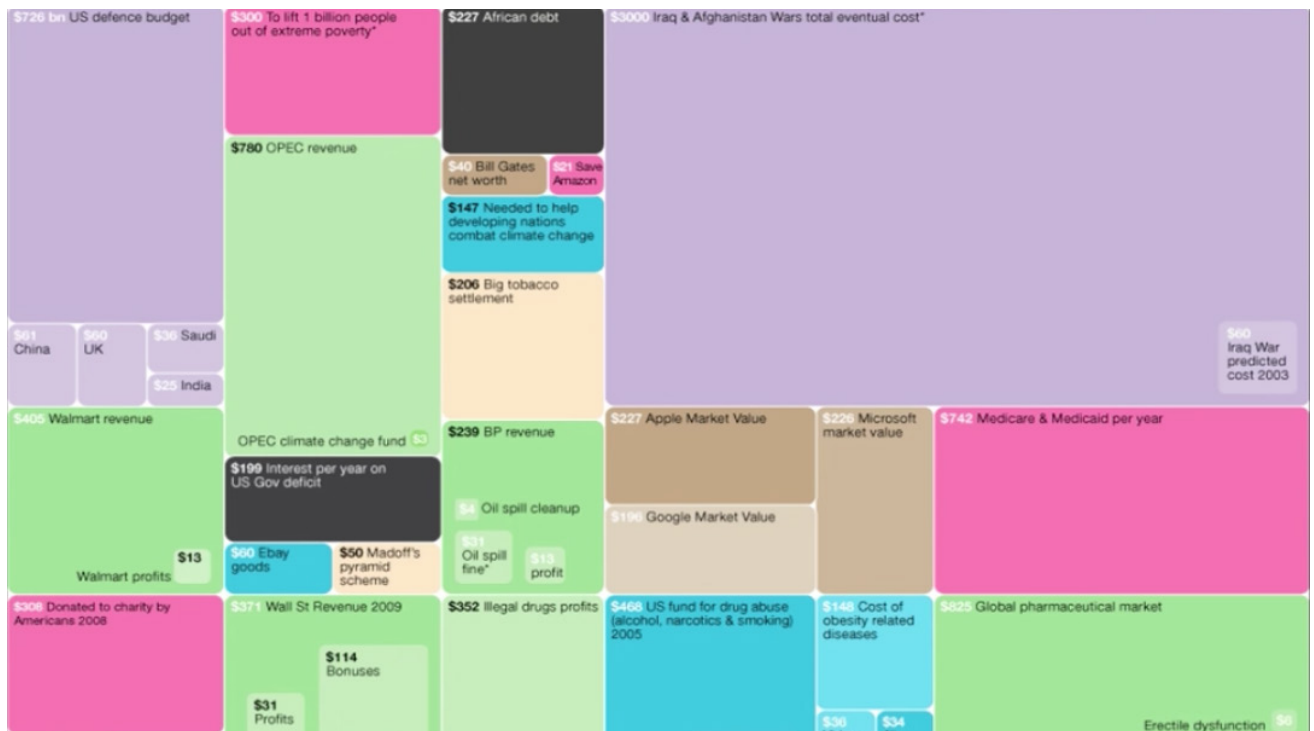 $726 bn US defence budget
$61
China
$60
UK
$36 Saudi
$25 India
$405 Walmart revenue
$13
Walmart profits
Donated to charity by
Americans 2008
$300 To lift 1 billion people
out of extreme poverty*
$780 OPEC revenue
OPEC climate change fund $3
$199 Interest per year on
US Gov deficit
$60 Ebay
goods
$50 Madoff's
pyramid
scheme
$371 Wall St Revenue 2009
$114
Bonuses
$31
Profits
$227 African debt
$40 Bill Gates
net worth
$21 Save
Amazon
$147 Needed to help
developing nations
combat climate change
$206 Big tobacco
settlement
$239 BP revenue
$4 Oil spill cleanup
$31
Oil spill
fine*
$13
profit
$352 Illegal drugs profits
$3000 Iraq & Afghanistan Wars total eventual cost*
$60
Iraq War
predicted
cost 2003
$227 Apple Market Value
Google Market Value
$226 Microsoft
market value
$742 Medicare & Medicaid per year
$468 US fund for drug abuse
(alcohol, narcotics & smoking)
2005
$148 Cost of
obesity related
diseases
$36
$34
$825 Global pharmaceutical market
Erectile dysfunction $6